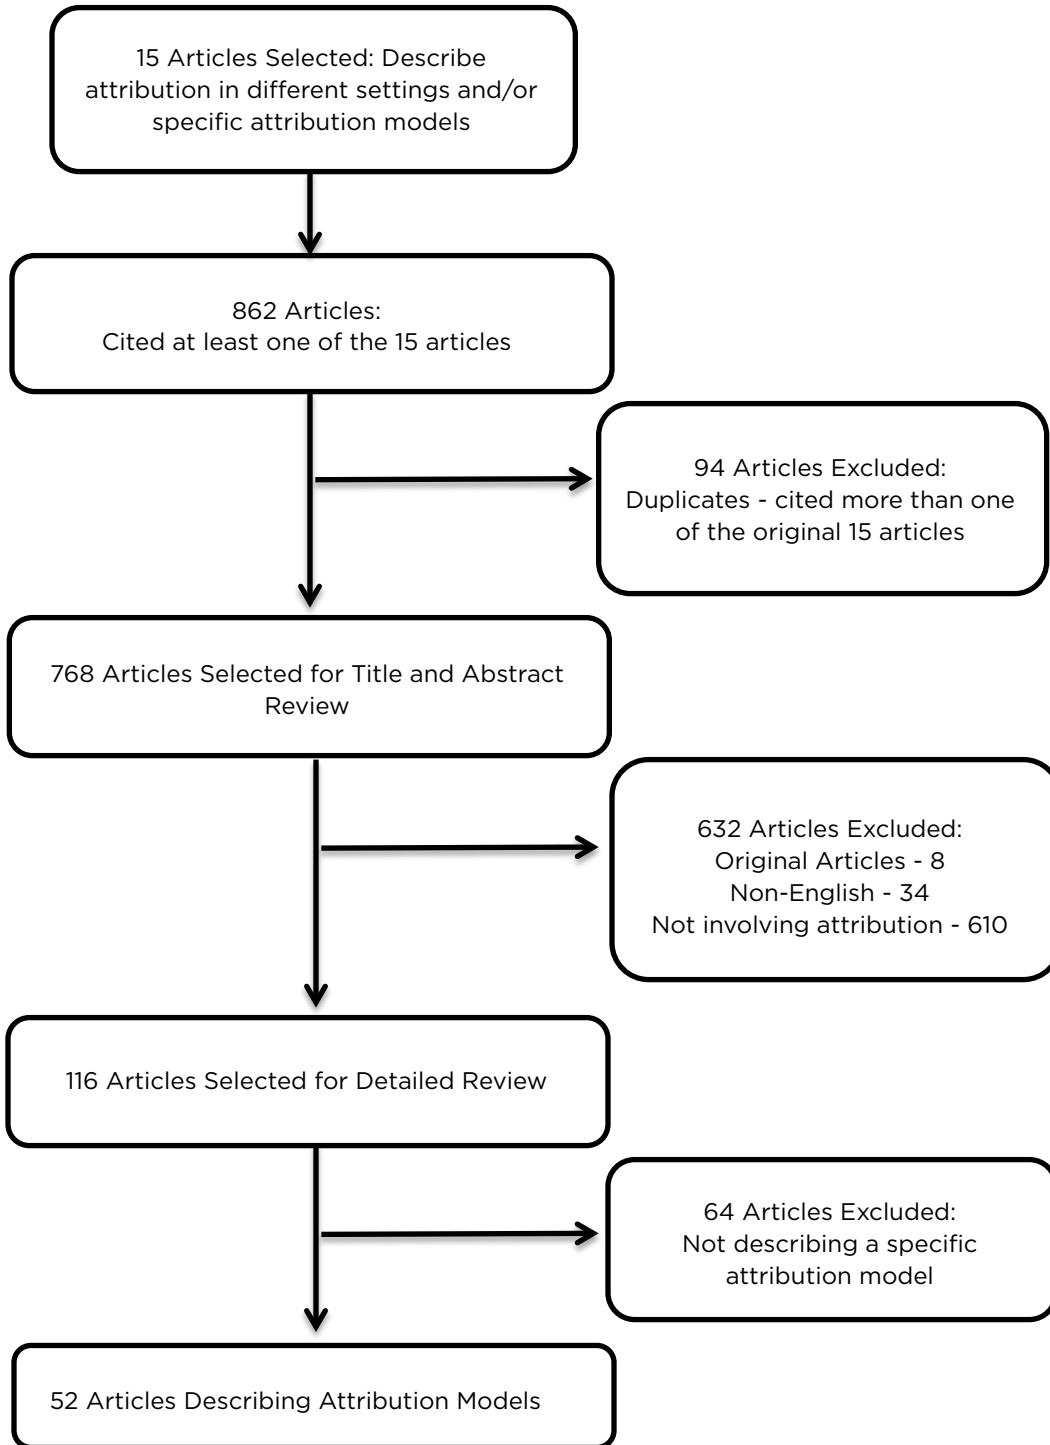 15 Articles Selected: Describe
attribution in different settings and/or
specific attribution models
862 Articles:
Cited at least one of the 15 articles
94 Articles Excluded:
Duplicates - cited more than one
of the original 15 articles
768 Articles Selected for Title and Abstract
Review
632 Articles Excluded:
Original Articles - 8
Non-English - 34
Not involving attribution - 610
116 Articles Selected for Detailed Review
64 Articles Excluded:
Not describing a specific
attribution model
52 Articles Describing Attribution Models